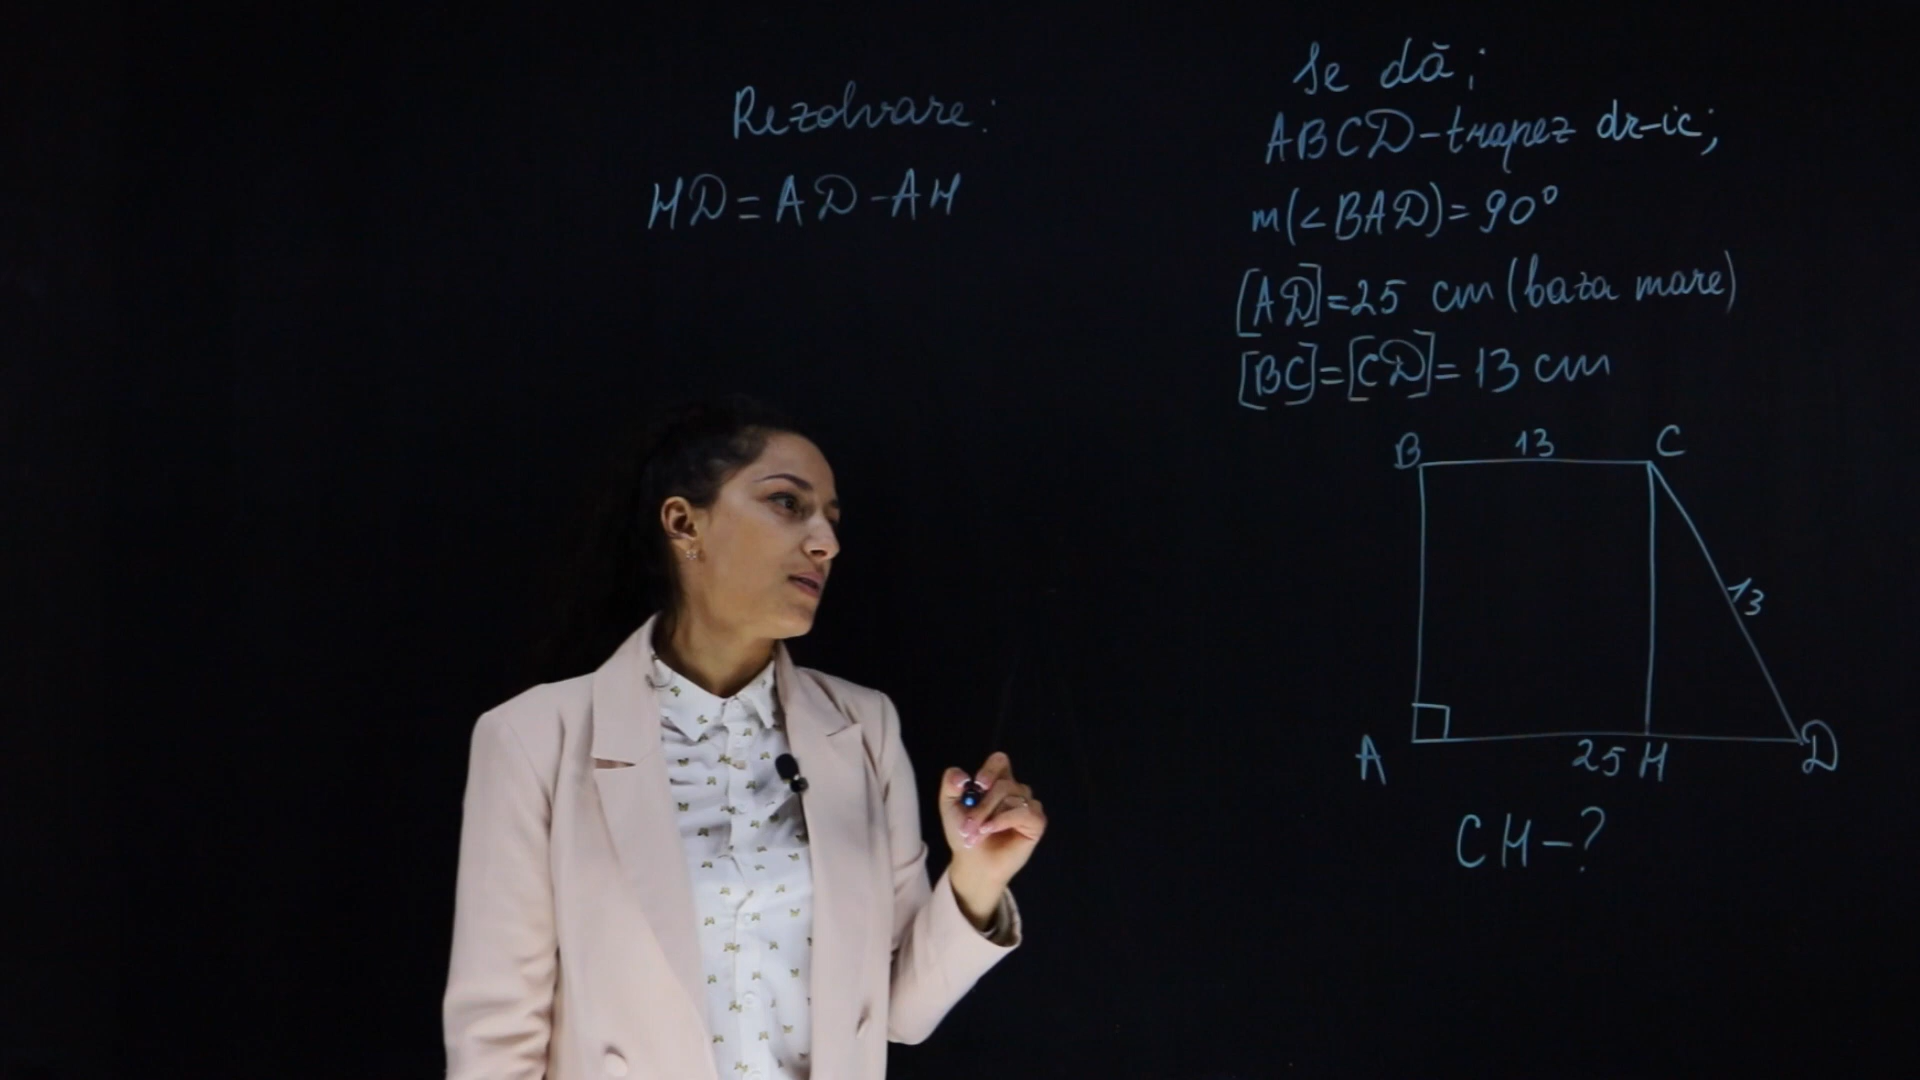 Rezolvare:
HD=AD-AH
Se dă:
ABCD-trapez dr-ic;
m(∠BAD)=90°
[AD]=25 cm (baza mare)
[BC]=[CD]=13 cm
B 13 C
13
A 25 H D
CH-?